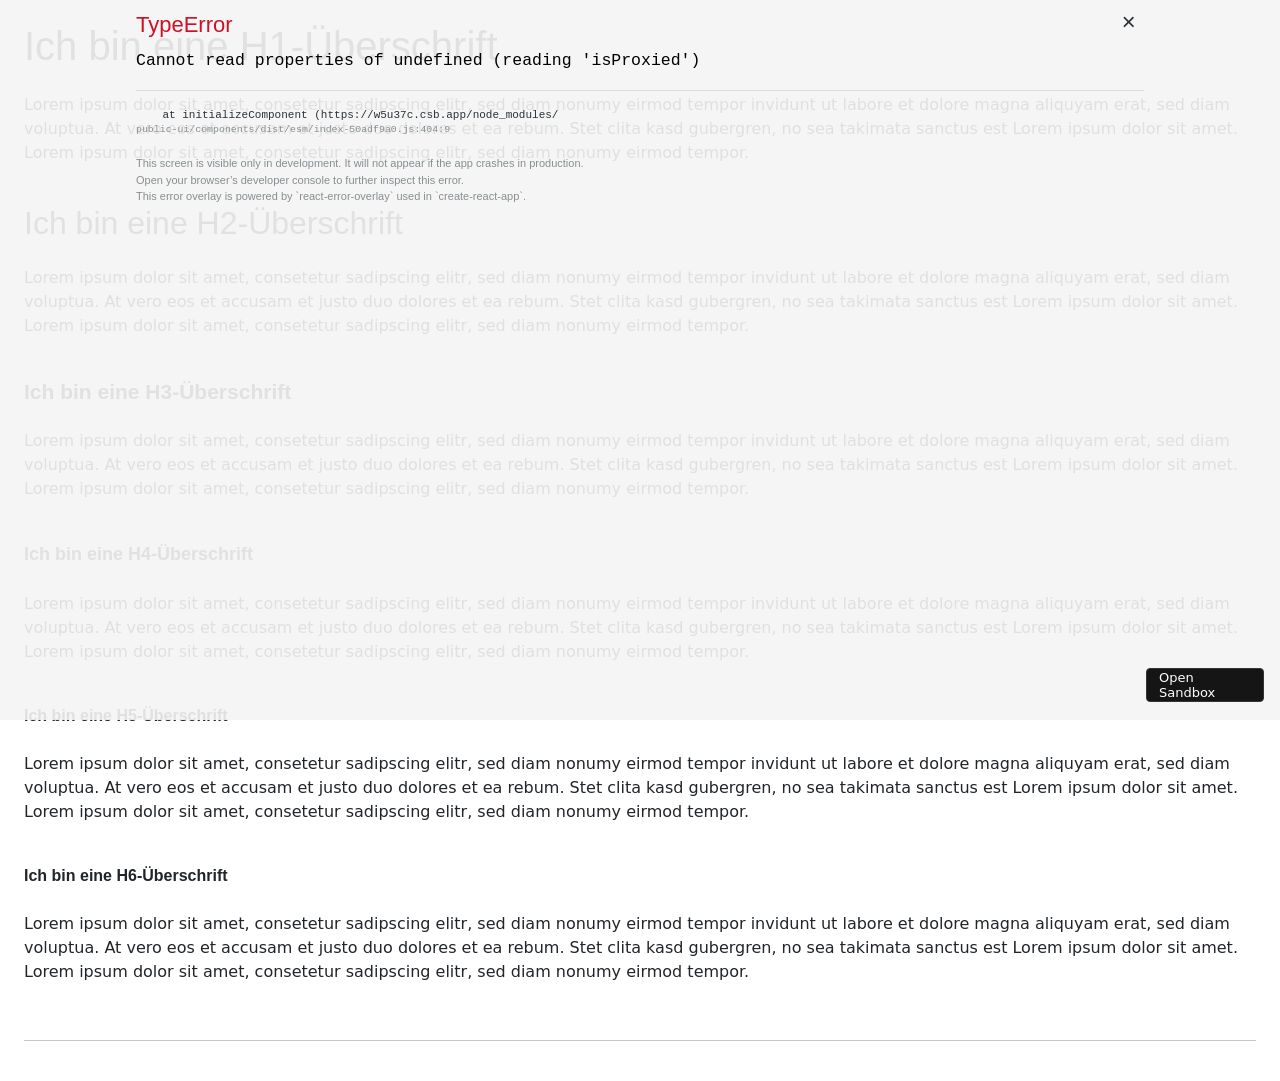 TypeError
✕
Ich bin eine H1-Überschrift
Cannot read properties of undefined (reading 'isProxied')
Lorem ipsum dolor sit amet, consetetur sadipscing elitr, sed diam nonumy eirmod tempor invidunt ut labore et dolore magna aliquyam erat, sed diam
at initializeComponent (https://w5u37c.csb.app/node_modules/
public-ui/components/dist/esm/index-50adf9a0.js:404:9
voluptua. At vero eos et accusam et justo duo dolores et ea rebum. Stet clita kasd gubergren, no sea takimata sanctus est Lorem ipsum dolor sit amet.
Lorem ipsum dolor sit amet, consetetur sadipscing elitr, sed diam nonumy eirmod tempor.
This screen is visible only in development. It will not appear if the app crashes in production.
Open your browser’s developer console to further inspect this error.
This error overlay is powered by `react-error-overlay` used in `create-react-app`.
Ich bin eine H2-Überschrift
Lorem ipsum dolor sit amet, consetetur sadipscing elitr, sed diam nonumy eirmod tempor invidunt ut labore et dolore magna aliquyam erat, sed diam
voluptua. At vero eos et accusam et justo duo dolores et ea rebum. Stet clita kasd gubergren, no sea takimata sanctus est Lorem ipsum dolor sit amet.
Lorem ipsum dolor sit amet, consetetur sadipscing elitr, sed diam nonumy eirmod tempor.
Ich bin eine H3-Überschrift
Lorem ipsum dolor sit amet, consetetur sadipscing elitr, sed diam nonumy eirmod tempor invidunt ut labore et dolore magna aliquyam erat, sed diam
voluptua. At vero eos et accusam et justo duo dolores et ea rebum. Stet clita kasd gubergren, no sea takimata sanctus est Lorem ipsum dolor sit amet.
Lorem ipsum dolor sit amet, consetetur sadipscing elitr, sed diam nonumy eirmod tempor.
Ich bin eine H4-Überschrift
Lorem ipsum dolor sit amet, consetetur sadipscing elitr, sed diam nonumy eirmod tempor invidunt ut labore et dolore magna aliquyam erat, sed diam
voluptua. At vero eos et accusam et justo duo dolores et ea rebum. Stet clita kasd gubergren, no sea takimata sanctus est Lorem ipsum dolor sit amet.
Lorem ipsum dolor sit amet, consetetur sadipscing elitr, sed diam nonumy eirmod tempor.
Open
Sandbox
Ich bin eine H5-Überschrift
Lorem ipsum dolor sit amet, consetetur sadipscing elitr, sed diam nonumy eirmod tempor invidunt ut labore et dolore magna aliquyam erat, sed diam
voluptua. At vero eos et accusam et justo duo dolores et ea rebum. Stet clita kasd gubergren, no sea takimata sanctus est Lorem ipsum dolor sit amet.
Lorem ipsum dolor sit amet, consetetur sadipscing elitr, sed diam nonumy eirmod tempor.
Ich bin eine H6-Überschrift
Lorem ipsum dolor sit amet, consetetur sadipscing elitr, sed diam nonumy eirmod tempor invidunt ut labore et dolore magna aliquyam erat, sed diam
voluptua. At vero eos et accusam et justo duo dolores et ea rebum. Stet clita kasd gubergren, no sea takimata sanctus est Lorem ipsum dolor sit amet.
Lorem ipsum dolor sit amet, consetetur sadipscing elitr, sed diam nonumy eirmod tempor.